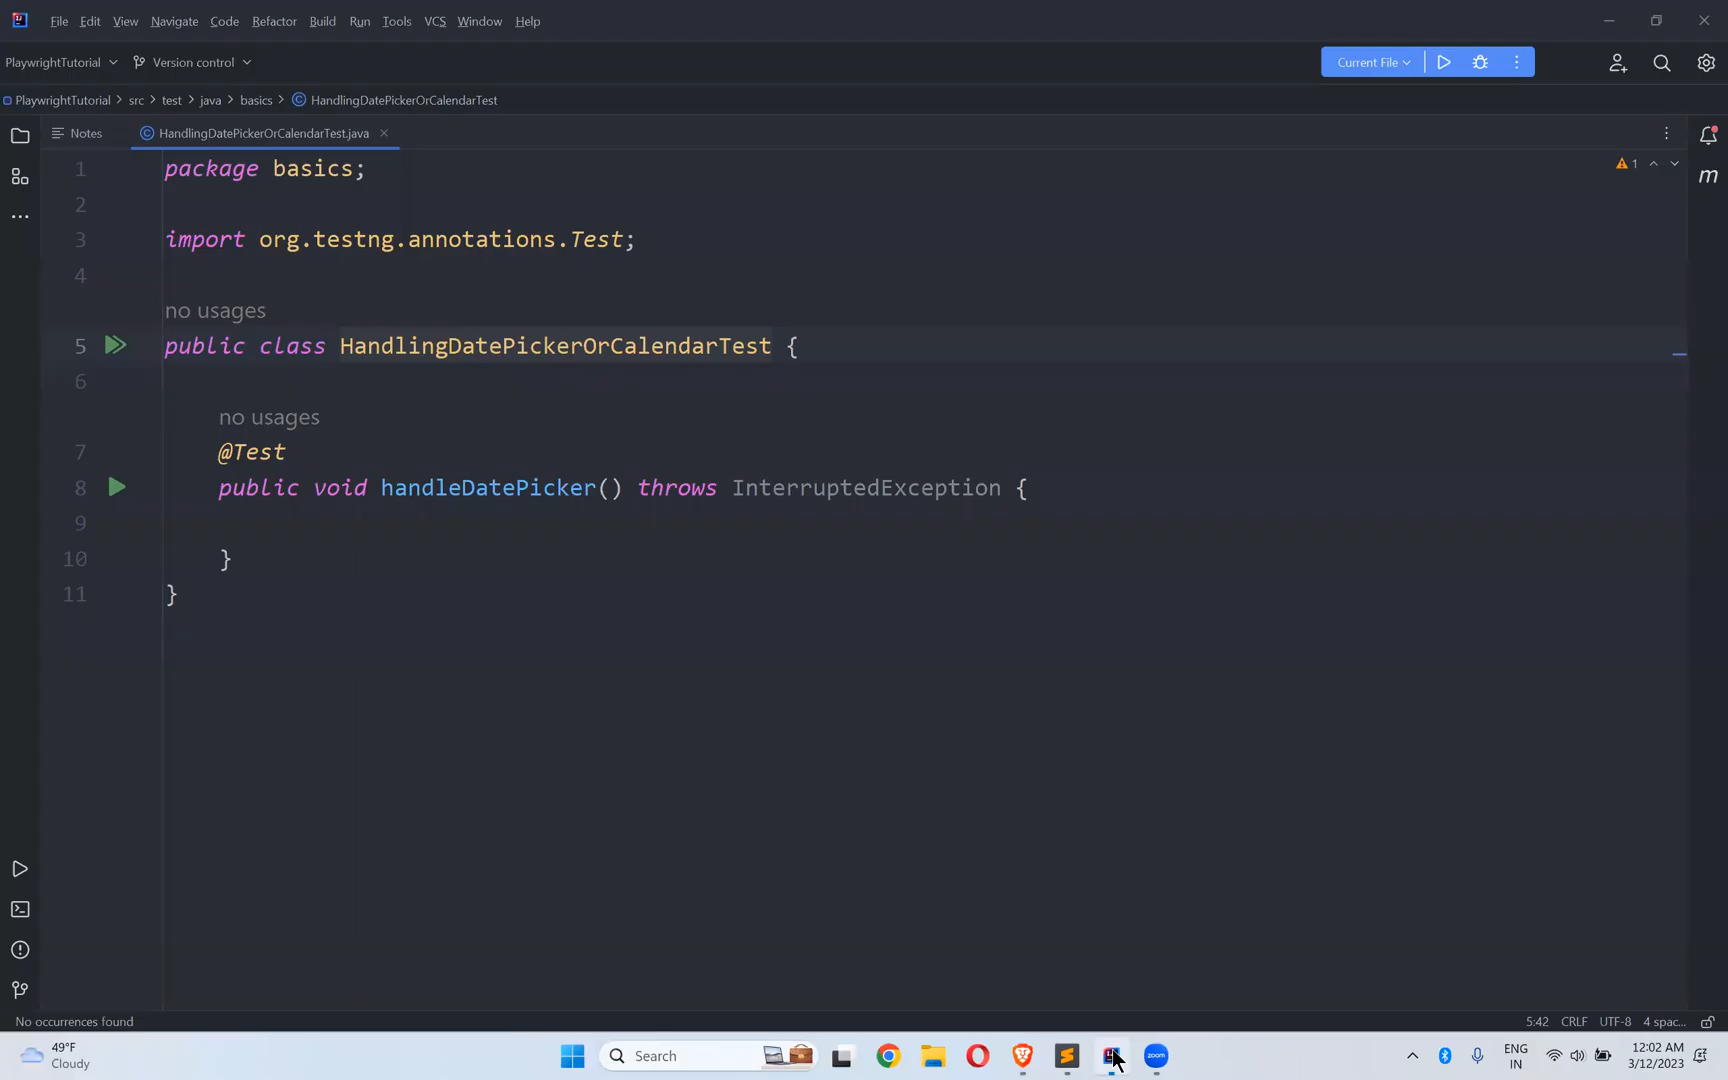 File Edit View Navigate Code Refactor Build Run Tools VCS Window Help
PlaywrightTutorial Version control Current File
PlaywrightTutorial src test java basics HandlingDatePickerOrCalendarTest
Notes HandlingDatePickerOrCalendarTest.java
1 package basics; 1
2
3 import org.testng.annotations.Test;
4
no usages
5 public class HandlingDatePickerOrCalendarTest {
6
no usages
7 @Test
8 public void handleDatePicker() throws InterruptedException {
9
10 }
11 }
No occurrences found 5:42 CRLF UTF-8 4 spac...
49°F
Cloudy
Search
zoom
ENG
IN
12:02 AM
3/12/2023